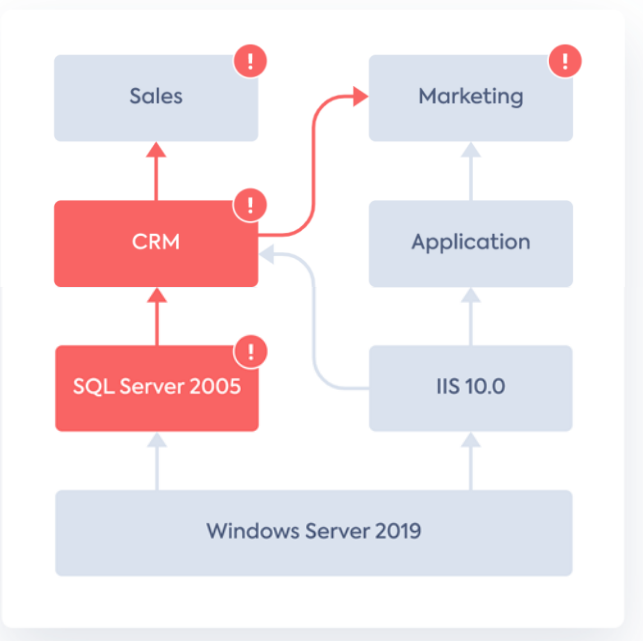 !
!
Sales
Marketing
!
CRM
Application
!
SQL Server 2005
IIS 10.0
Windows Server 2019